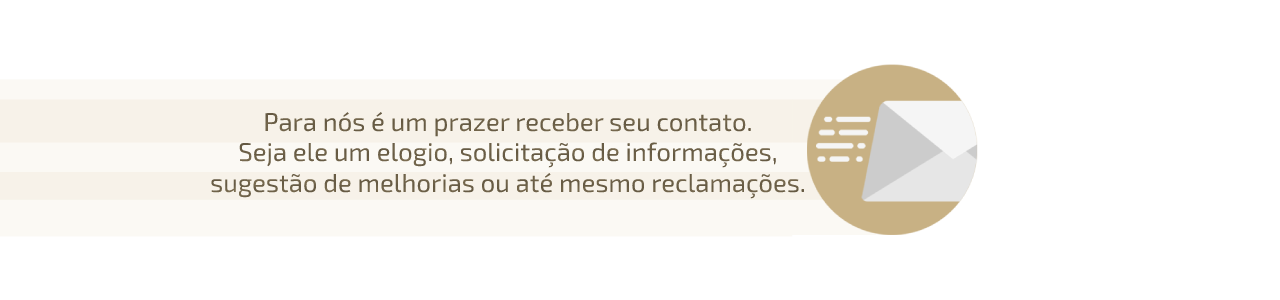 Para nós é um prazer receber seu contato.
Seja ele um elogio, solicitação de informações,
sugestão de melhorias ou até mesmo reclamações.